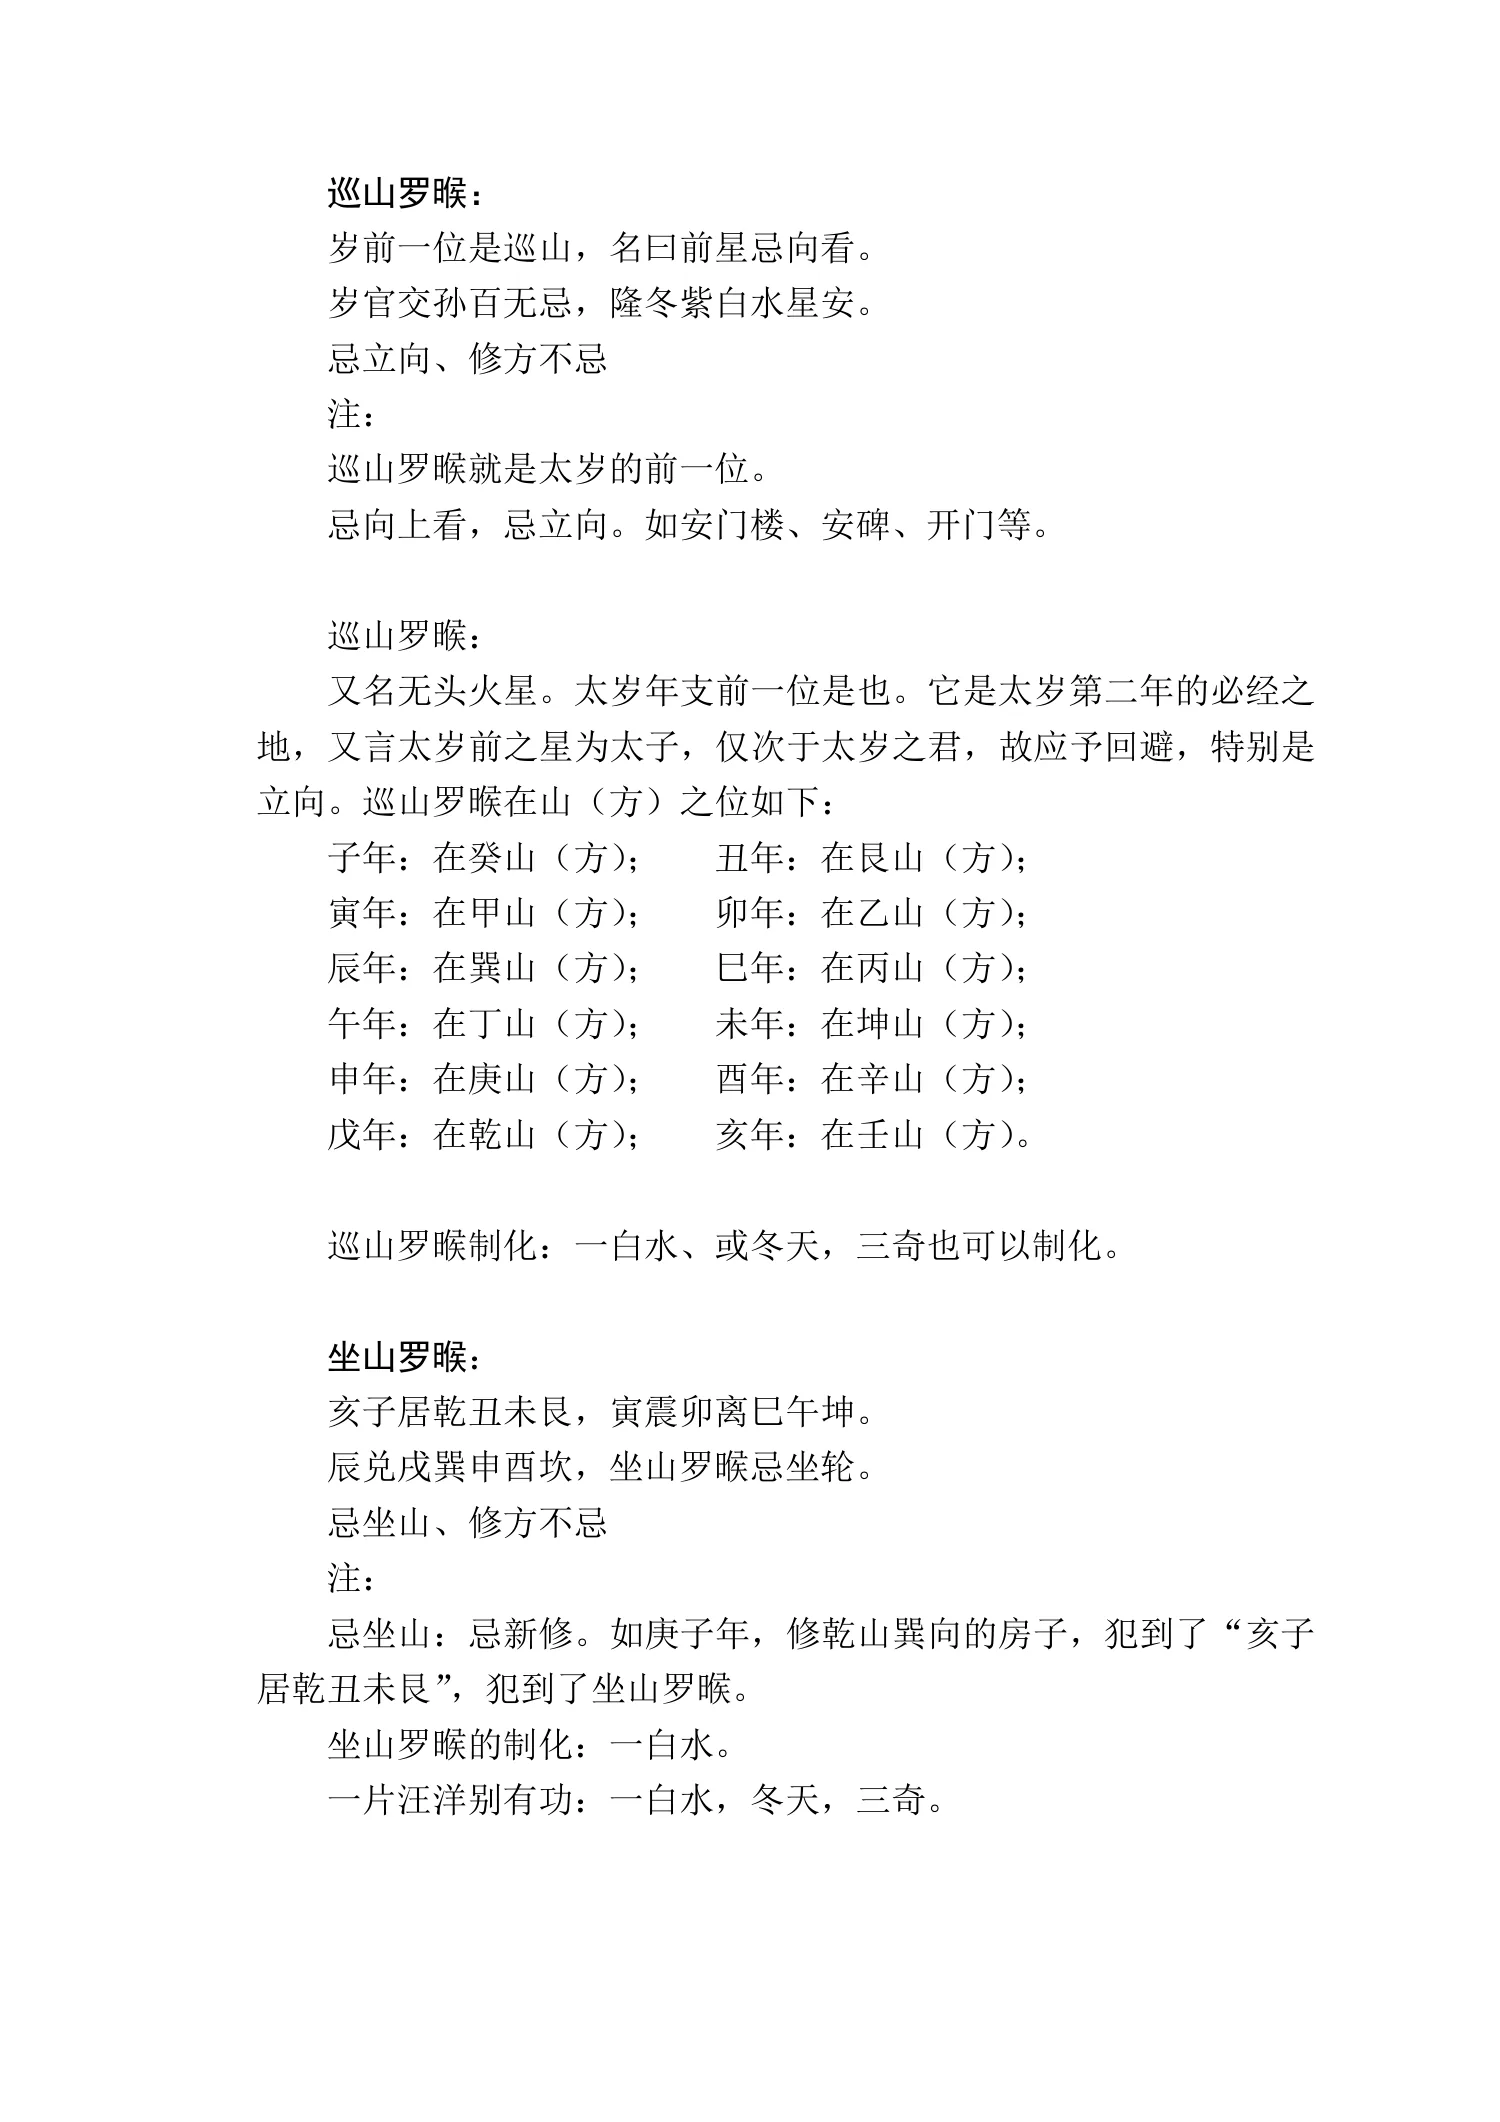 巡山罗睺：
岁前一位是巡山，名曰前星忌向看。
岁官交孙百无忌，隆冬紫白水星安。
忌立向、修方不忌
注：
巡山罗睺就是太岁的前一位。
忌向上看，忌立向。如安门楼、安碑、开门等。
巡山罗睺：
又名无头火星。太岁年支前一位是也。它是太岁第二年的必经之
地，又言太岁前之星为太子，仅次于太岁之君，故应予回避，特别是
立向。巡山罗睺在山（方）之位如下：
子年：在癸山（方）；　　丑年：在艮山（方）；
寅年：在甲山（方）；　　卯年：在乙山（方）；
辰年：在巽山（方）；　　巳年：在丙山（方）；
午年：在丁山（方）；　　未年：在坤山（方）；
申年：在庚山（方）；　　酉年：在辛山（方）；
戊年：在乾山（方）；　　亥年：在壬山（方）。
巡山罗睺制化：一白水、或冬天，三奇也可以制化。
坐山罗睺：
亥子居乾丑未艮，寅震卯离巳午坤。
辰兑戌巽申酉坎，坐山罗睺忌坐轮。
忌坐山、修方不忌
注：
忌坐山：忌新修。如庚子年，修乾山巽向的房子，犯到了“亥子
居乾丑未艮”，犯到了坐山罗睺。
坐山罗睺的制化：一白水。
一片汪洋别有功：一白水，冬天，三奇。